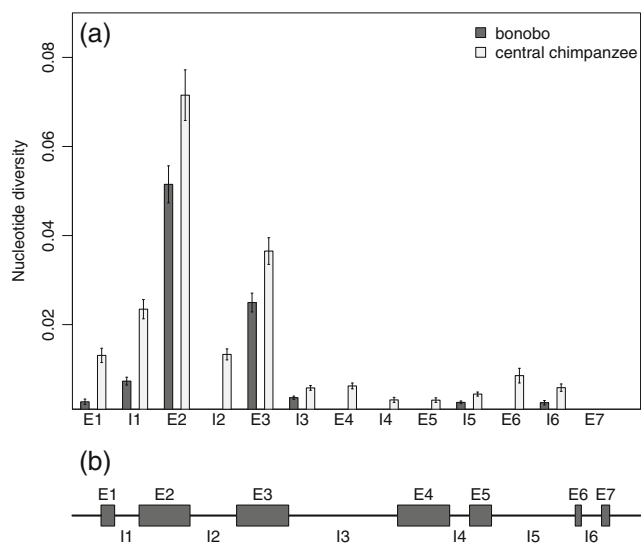 (a)
bonobo
central chimpanzee
Nucleotide diversity
0.08
0.06
0.04
0.02
E1 I1 E2 I2 E3 I3 E4 I4 E5 I5 E6 I6 E7
(b)
E1 E2 E3 E4 E5 E6 E7
I1 I2 I3 I4 I5 I6